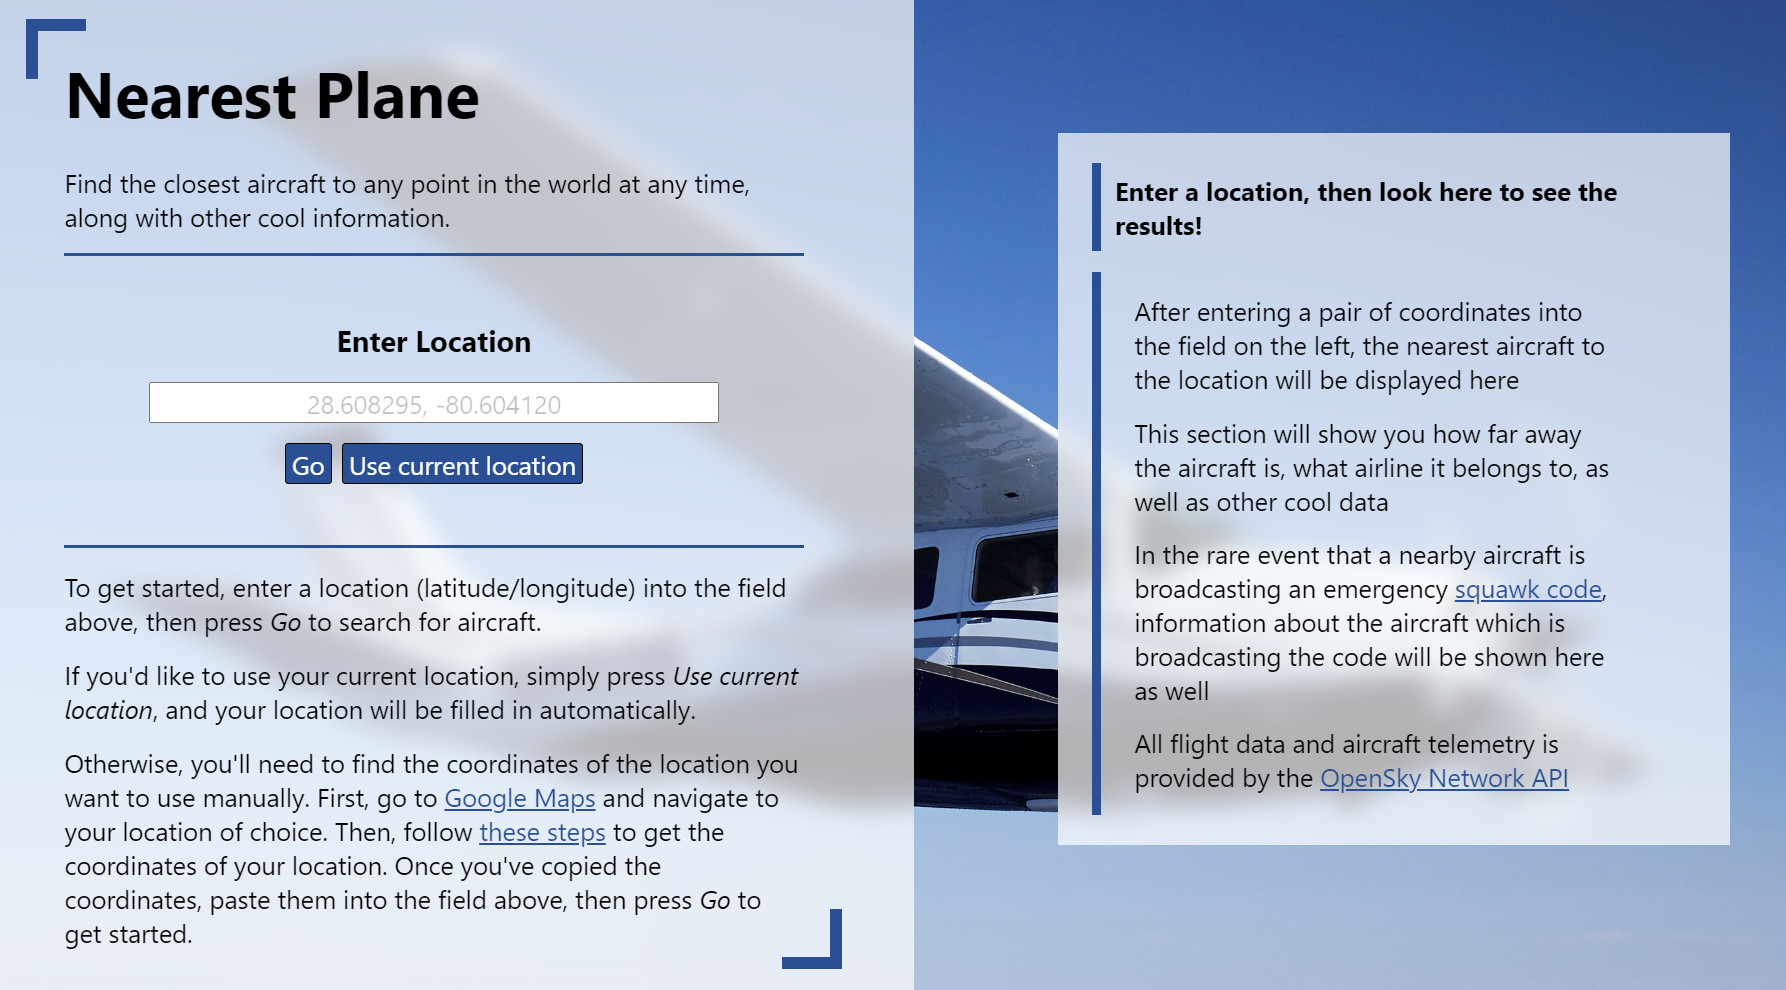 Nearest Plane
Find the closest aircraft to any point in the world at any time,
along with other cool information.
Enter Location
28.608295, -80.604120
Go
Use current location
To get started, enter a location (latitude/longitude) into the field
above, then press Go to search for aircraft.
If you'd like to use your current location, simply press Use current
location, and your location will be filled in automatically.
Otherwise, you'll need to find the coordinates of the location you
want to use manually. First, go to Google Maps and navigate to
your location of choice. Then, follow these steps to get the
coordinates of your location. Once you've copied the
coordinates, paste them into the field above, then press Go to
get started.
Enter a location, then look here to see the
results!
After entering a pair of coordinates into
the field on the left, the nearest aircraft to
the location will be displayed here
This section will show you how far away
the aircraft is, what airline it belongs to, as
well as other cool data
In the rare event that a nearby aircraft is
broadcasting an emergency squawk code,
information about the aircraft which is
broadcasting the code will be shown here
as well
All flight data and aircraft telemetry is
provided by the OpenSky Network API